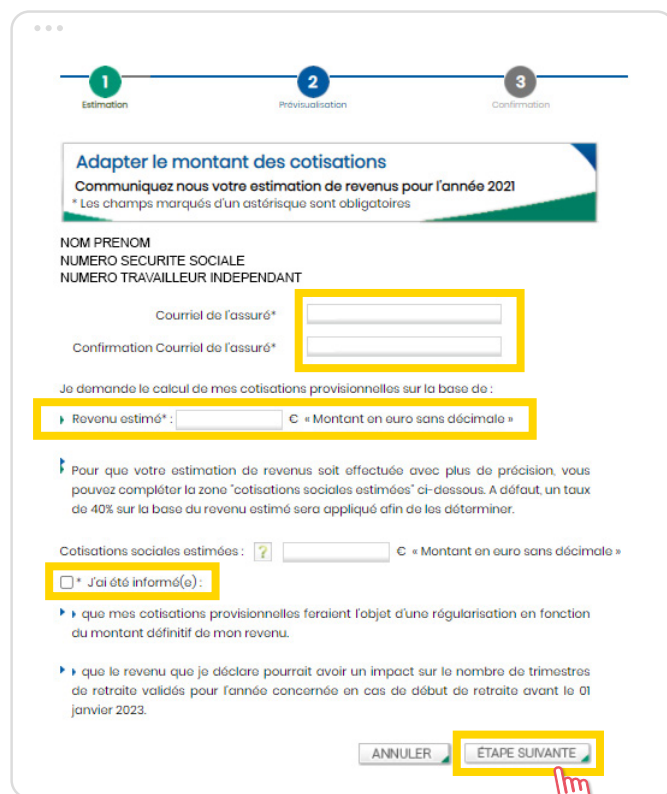 1
2
3
Estimation
Prévisualisation
Confirmation
Adapter le montant des cotisations
Communiquez nous votre estimation de revenus pour l'année 2021
* Les champs marqués d'un astérisque sont obligatoires
NOM PRENOM
NUMERO SECURITE SOCIALE
NUMERO TRAVAILLEUR INDEPENDANT
Courriel de l'assuré*
Confirmation Courriel de l'assuré*
Je demande le calcul de mes cotisations provisionnelles sur la base de :
Revenu estimé* : € « Montant en euro sans décimale »
Pour que votre estimation de revenus soit effectuée avec plus de précision, vous
pouvez compléter la zone "cotisations sociales estimées" ci-dessous. A défaut, un taux
de 40% sur la base du revenu estimé sera appliqué afin de les déterminer.
Cotisations sociales estimées : ? € « Montant en euro sans décimale »
* J'ai été informé(e) :
que mes cotisations provisionnelles feraient l'objet d'une régularisation en fonction
du montant définitif de mon revenu.
que le revenu que je déclare pourrait avoir un impact sur le nombre de trimestres
de retraite validés pour l'année concernée en cas de début de retraite avant le 01
janvier 2023.
ANNULER
ÉTAPE SUIVANTE